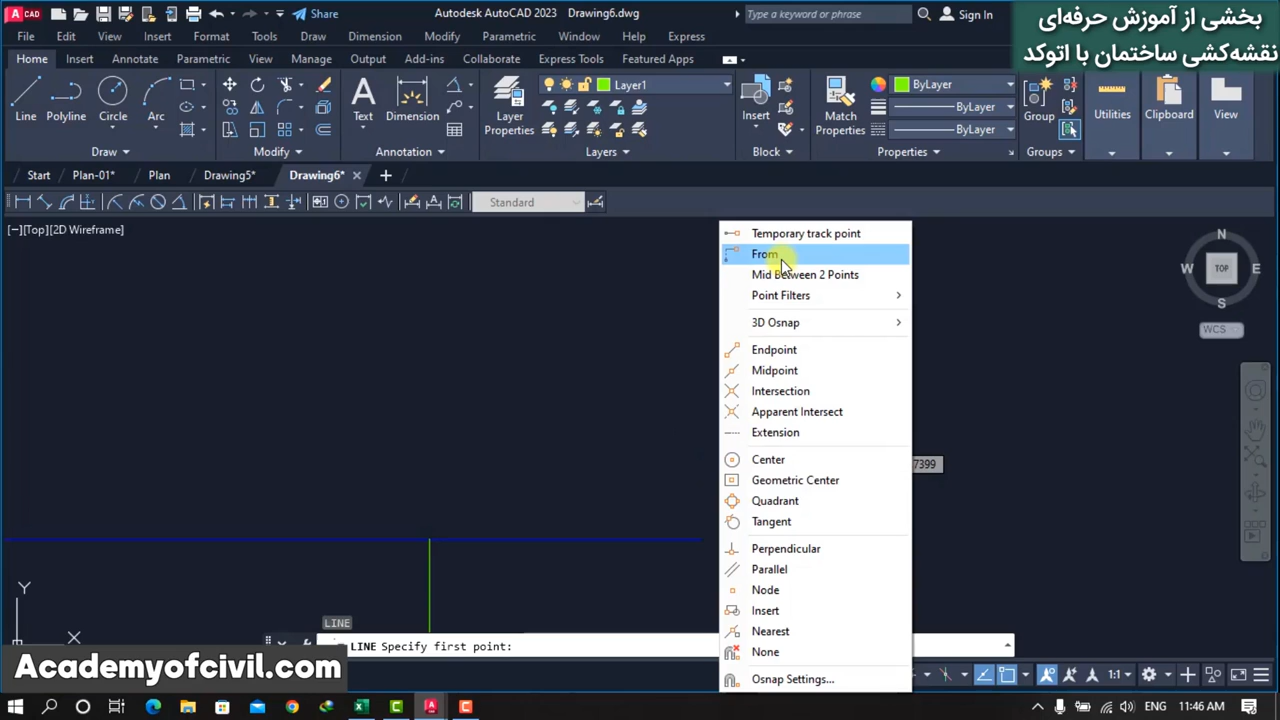 Share
Autodesk AutoCAD 2023 Drawing6.dwg
Type a keyword or phrase
Sign In
بخشی از آموزش حرفه‌ای
نقشه‌کشی ساختمان با اتوکد
CAD
File Edit View Insert Format Tools Draw Dimension Modify Parametric Window Help Express
Home Insert Annotate Parametric View Manage Output Add-ins Collaborate Express Tools Featured Apps
Line Polyline Circle Arc
Draw
Modify
Text Dimension
Annotation
Layer
Properties
Layer1
Layers
Insert
Block
Match
Properties
ByLayer
ByLayer
ByLayer
Properties
Group
Groups
Utilities
Clipboard
View
Start Plan-01* Plan Drawing5* Drawing6*
Standard
[−][Top][2D Wireframe]
Temporary track point
From
Mid Between 2 Points
Point Filters
3D Osnap
Endpoint
Midpoint
Intersection
Apparent Intersect
Extension
Center
Geometric Center
Quadrant
Tangent
Perpendicular
Parallel
Node
Insert
Nearest
None
Osnap Settings...
N
W TOP E
S
WCS
7399
Y
X
LINE
LINE Specify first point:
Academyofcivil.com
1:1
ENG 11:46 AM